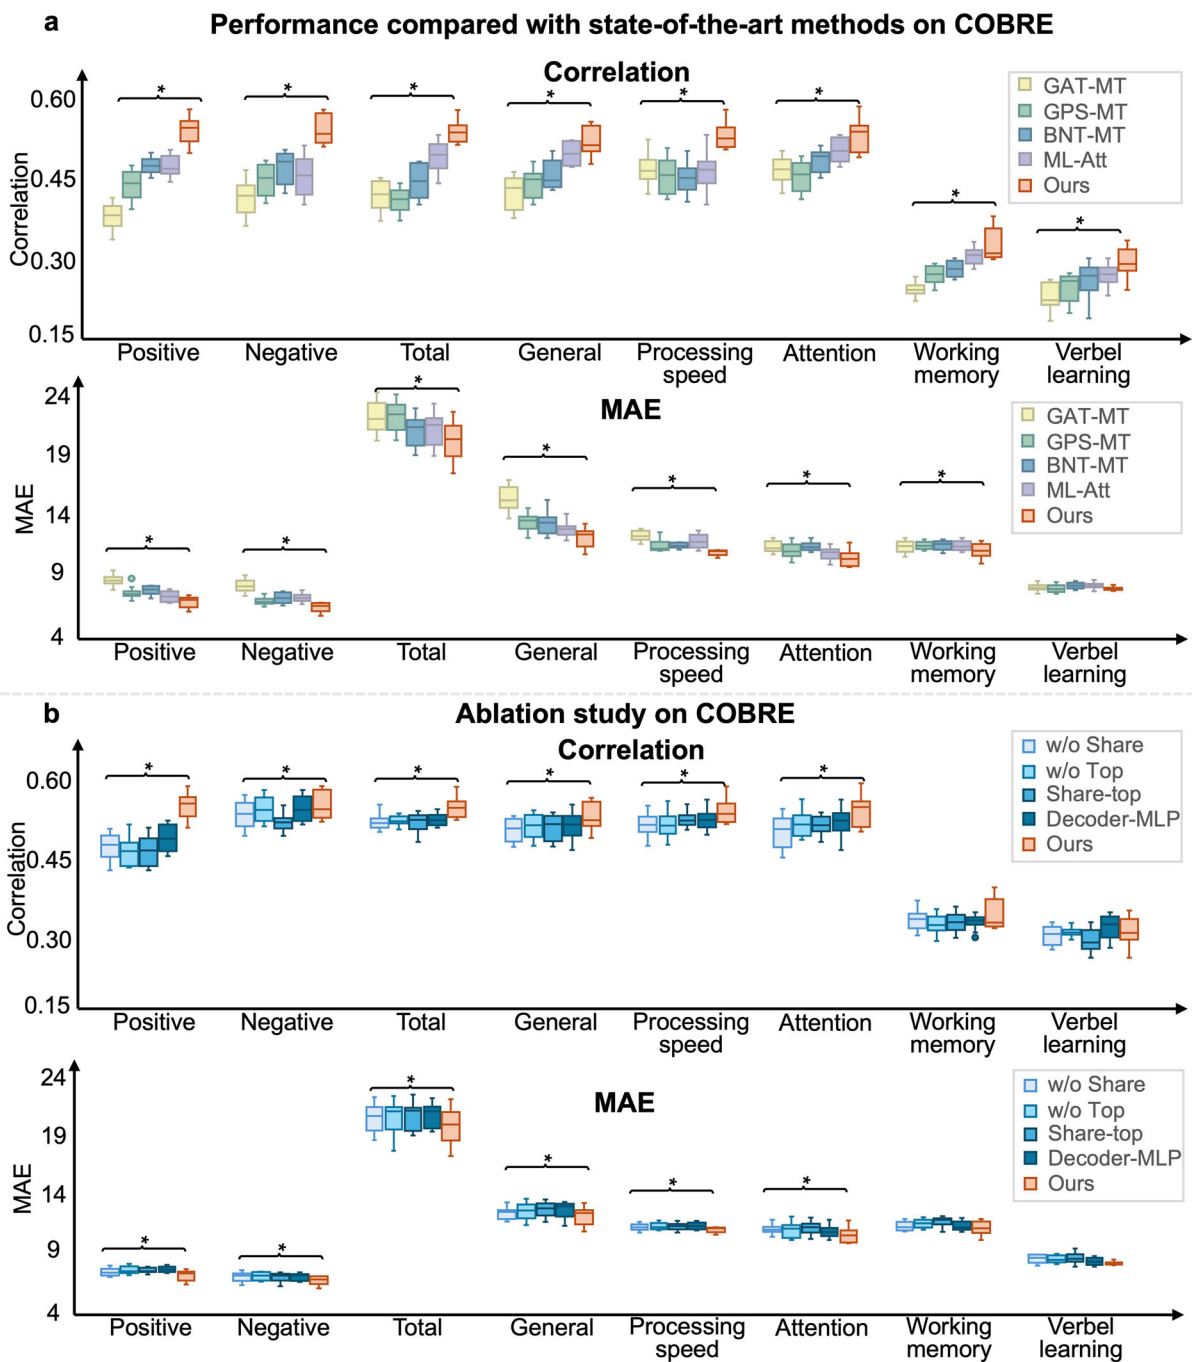 a
Performance compared with state-of-the-art methods on COBRE
Correlation
Correlation
0.60
0.45
0.30
0.15
* * * * * * * *
GAT-MT
GPS-MT
BNT-MT
ML-Att
Ours
Positive Negative Total General Processing Attention Working Verbel
speed memory learning
MAE
MAE
24
19
14
9
4
* * * * * * *
GAT-MT
GPS-MT
BNT-MT
ML-Att
Ours
Positive Negative Total General Processing Attention Working Verbel
speed memory learning
b
Ablation study on COBRE
Correlation
Correlation
0.60
0.45
0.30
0.15
* * * * * *
w/o Share
w/o Top
Share-top
Decoder-MLP
Ours
Positive Negative Total General Processing Attention Working Verbel
speed memory learning
MAE
MAE
24
19
14
9
4
* * * * * *
w/o Share
w/o Top
Share-top
Decoder-MLP
Ours
Positive Negative Total General Processing Attention Working Verbel
speed memory learning